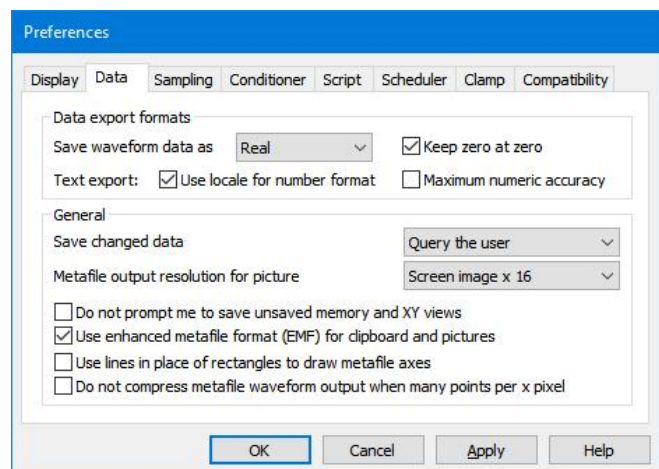 Preferences
Display Data Sampling Conditioner Script Scheduler Clamp Compatibility
Data export formats
Save waveform data as Real Keep zero at zero
Text export: Use locale for number format Maximum numeric accuracy
General
Save changed data Query the user
Metafile output resolution for picture Screen image x 16
Do not prompt me to save unsaved memory and XY views
Use enhanced metafile format (EMF) for clipboard and pictures
Use lines in place of rectangles to draw metafile axes
Do not compress metafile waveform output when many points per x pixel
OK Cancel Apply Help